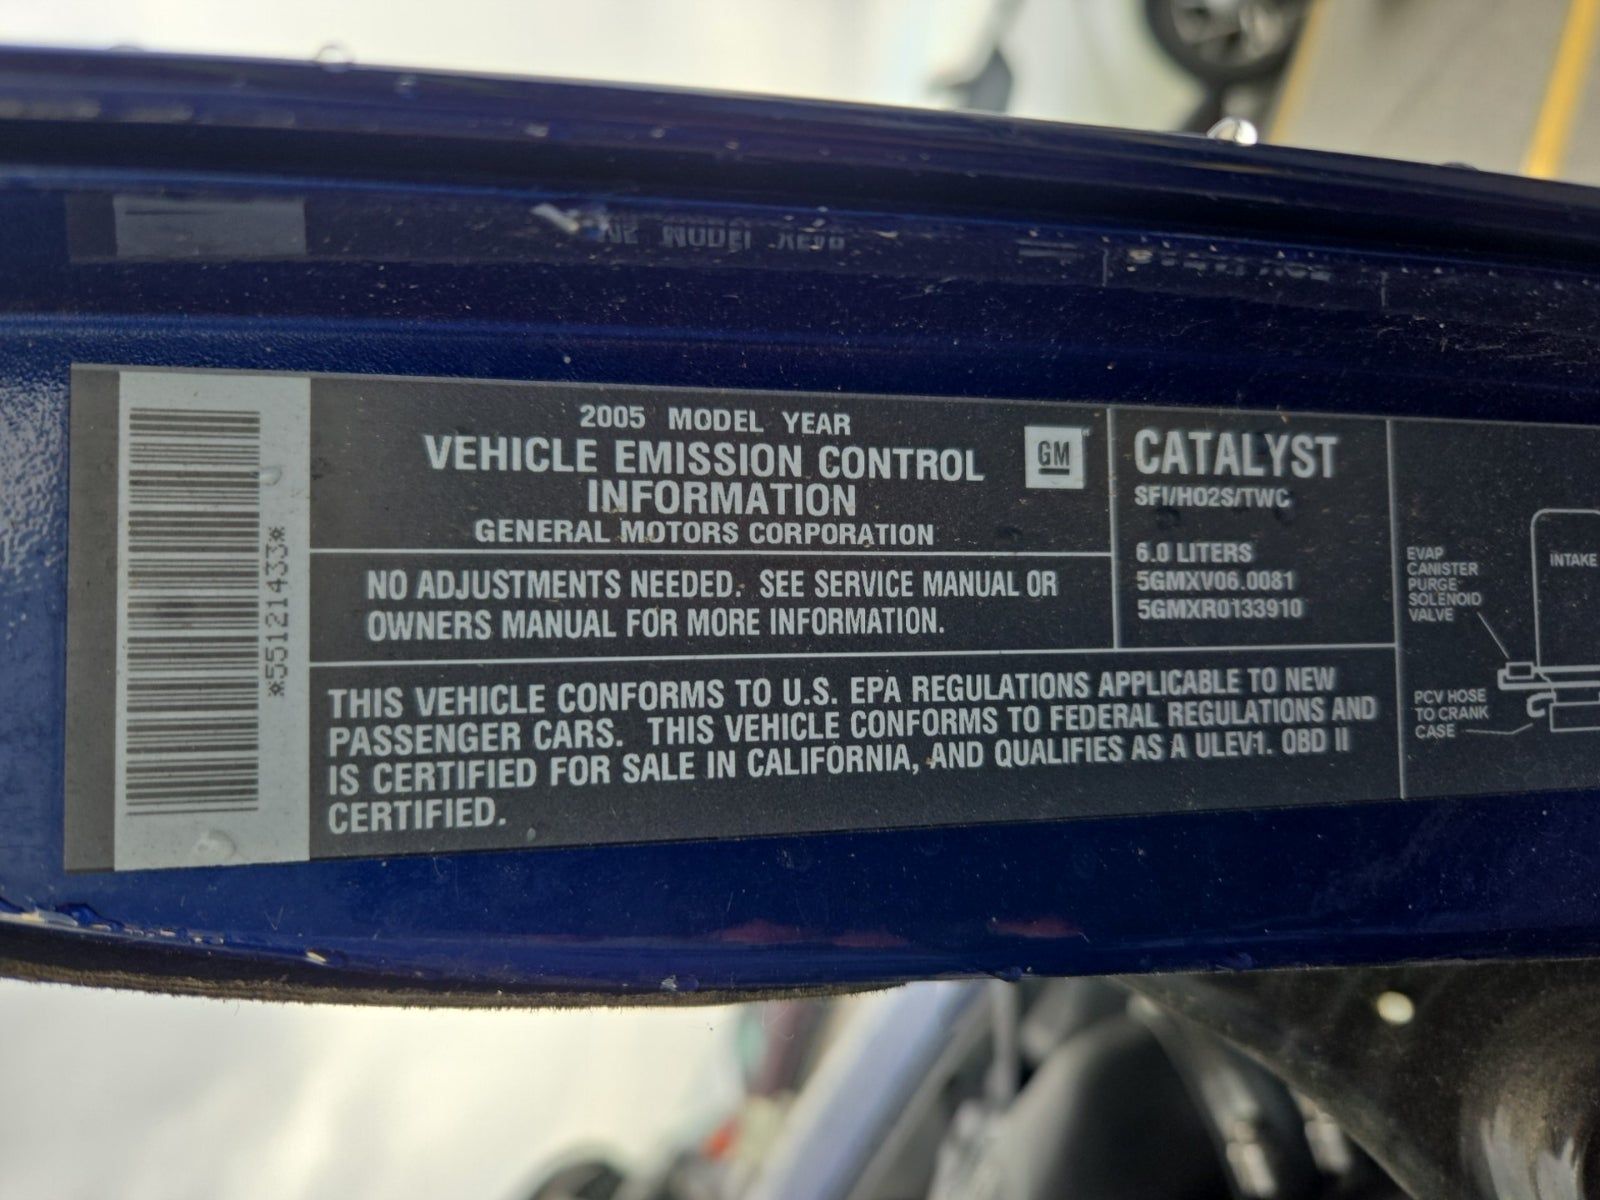 *55121433*
2005 MODEL YEAR
VEHICLE EMISSION CONTROL
INFORMATION
GENERAL MOTORS CORPORATION
GM
NO ADJUSTMENTS NEEDED. SEE SERVICE MANUAL OR
OWNERS MANUAL FOR MORE INFORMATION.
THIS VEHICLE CONFORMS TO U.S. EPA REGULATIONS APPLICABLE TO NEW
PASSENGER CARS. THIS VEHICLE CONFORMS TO FEDERAL REGULATIONS AND
IS CERTIFIED FOR SALE IN CALIFORNIA, AND QUALIFIES AS A ULEV1. OBD II
CERTIFIED.
CATALYST
SFI/HO2S/TWC
6.0 LITERS
5GMXV06.0081
5GMXR0133910
EVAP
CANISTER
PURGE
SOLENOID
VALVE
INTAKE
PCV HOSE
TO CRANK
CASE